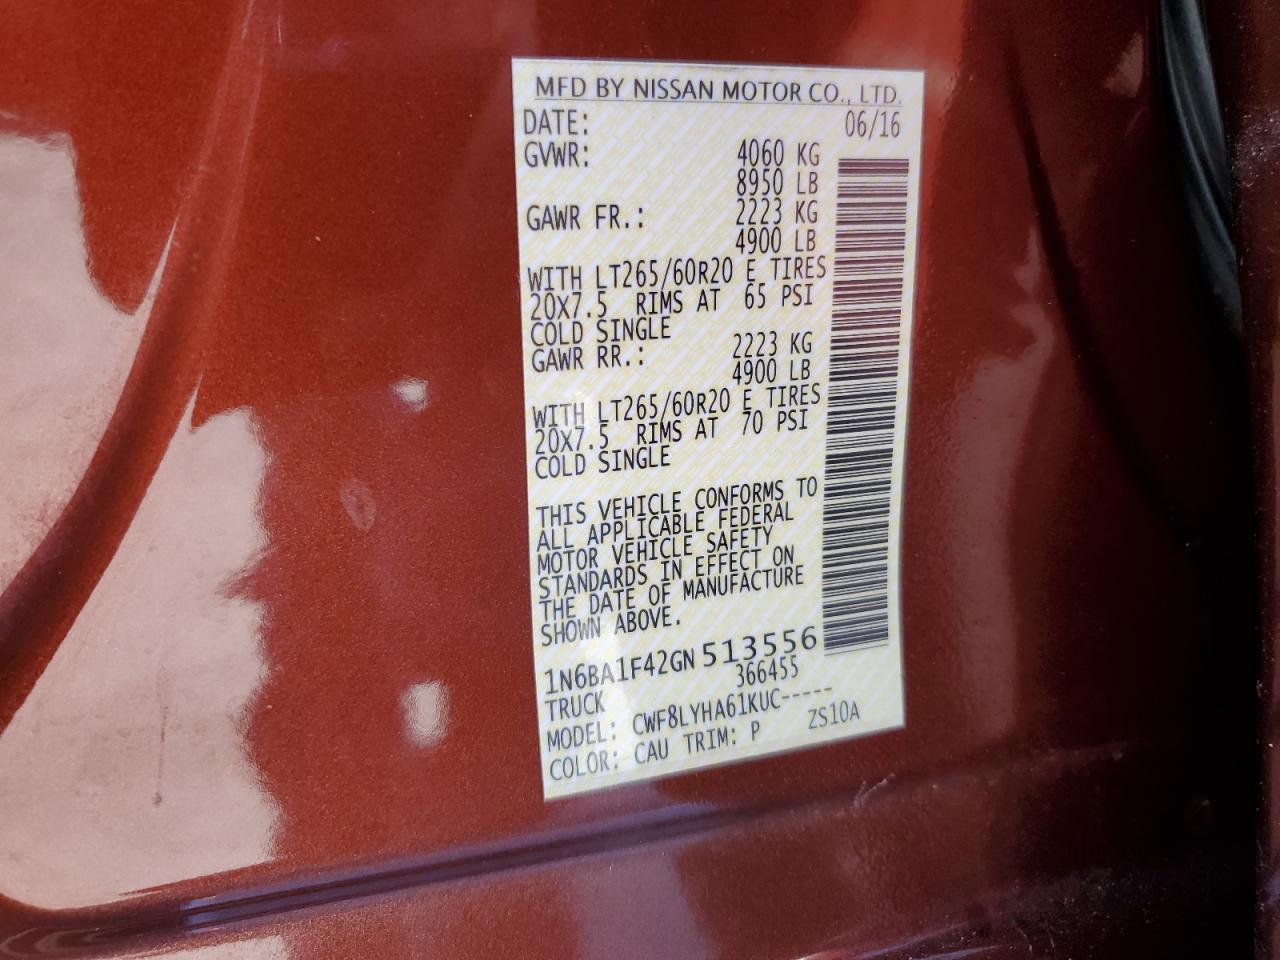 MFD BY NISSAN MOTOR CO., LTD.
DATE: 06/16
GVWR: 4060 KG
8950 LB
GAWR FR.: 2223 KG
4900 LB
WITH LT265/60R20 E TIRES
20X7.5 RIMS AT 65 PSI
COLD SINGLE
GAWR RR.: 2223 KG
4900 LB
WITH LT265/60R20 E TIRES
20X7.5 RIMS AT 70 PSI
COLD SINGLE
THIS VEHICLE CONFORMS TO
ALL APPLICABLE FEDERAL
MOTOR VEHICLE SAFETY
STANDARDS IN EFFECT ON
THE DATE OF MANUFACTURE
SHOWN ABOVE.
1N6BA1F42GN513556
TRUCK 366455
MODEL: CWF8LYHA61KUC-----
COLOR: CAU TRIM: P ZS10A